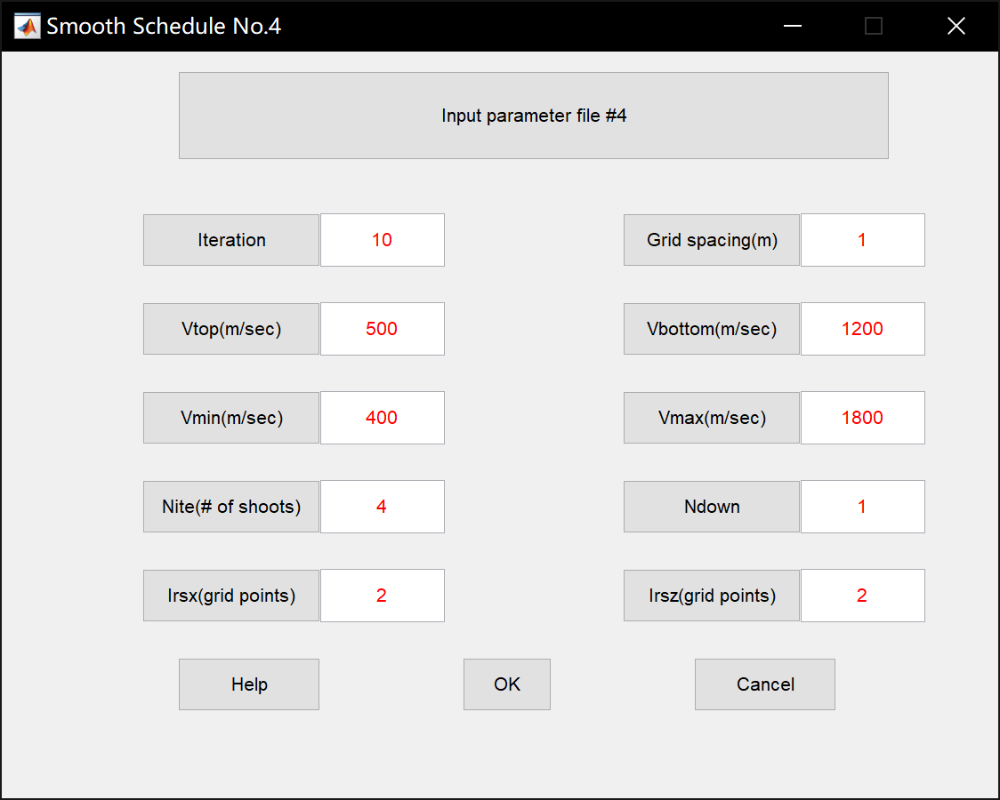 Smooth Schedule No.4
Input parameter file #4
Iteration 10 Grid spacing(m) 1
Vtop(m/sec) 500 Vbottom(m/sec) 1200
Vmin(m/sec) 400 Vmax(m/sec) 1800
Nite(# of shoots) 4 Ndown 1
Irsx(grid points) 2 Irsz(grid points) 2
Help OK Cancel